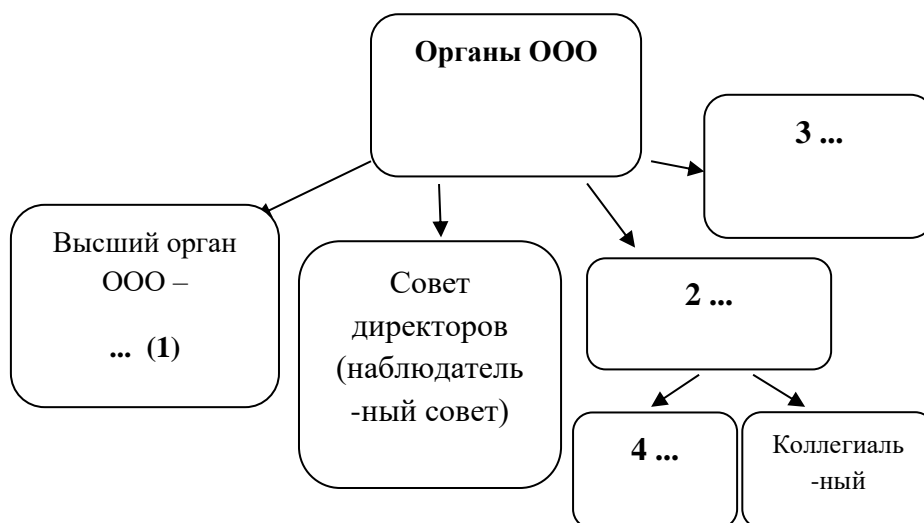 Органы ООО
3 ...
Высший орган
ООО –
... (1)
Совет
директоров
(наблюдатель
-ный совет)
2 ...
4 ...
Коллегиаль
-ный